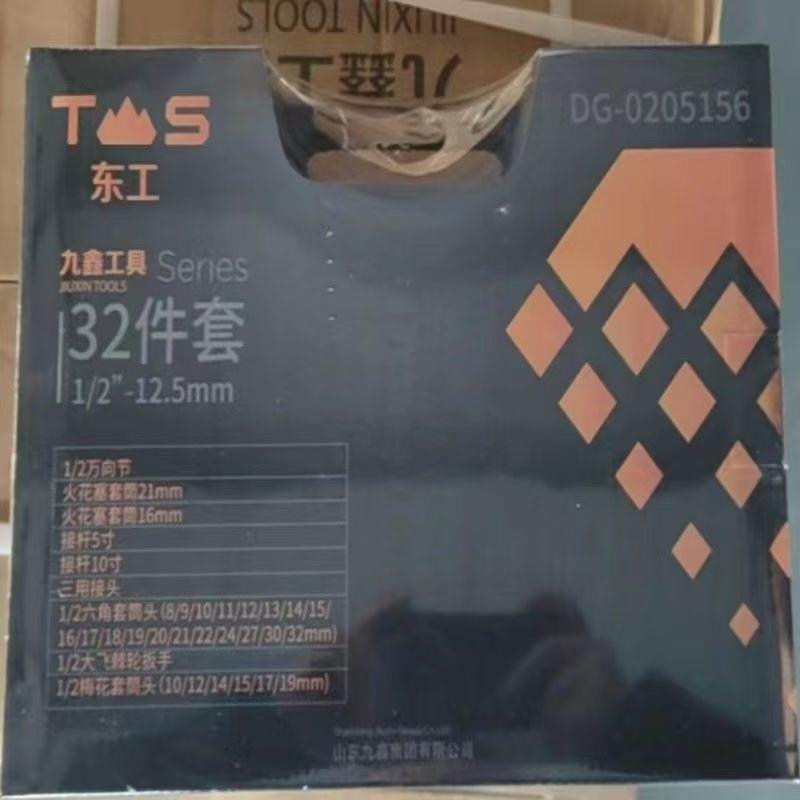 JIUXIN TOOLS
九鑫工
TMS
东工
DG-0205156
九鑫工具 Series
JIUXIN TOOLS
32件套
1/2”-12.5mm
1/2万向节
火花塞套筒21mm
火花塞套筒16mm
接杆5寸
接杆10寸
三用接头
1/2六角套筒头(8/9/10/11/12/13/14/15/
16/17/18/19/20/21/22/24/27/30/32mm)
1/2大飞棘轮扳手
1/2梅花套筒头(10/12/14/15/17/19mm)
山东九鑫集团有限公司